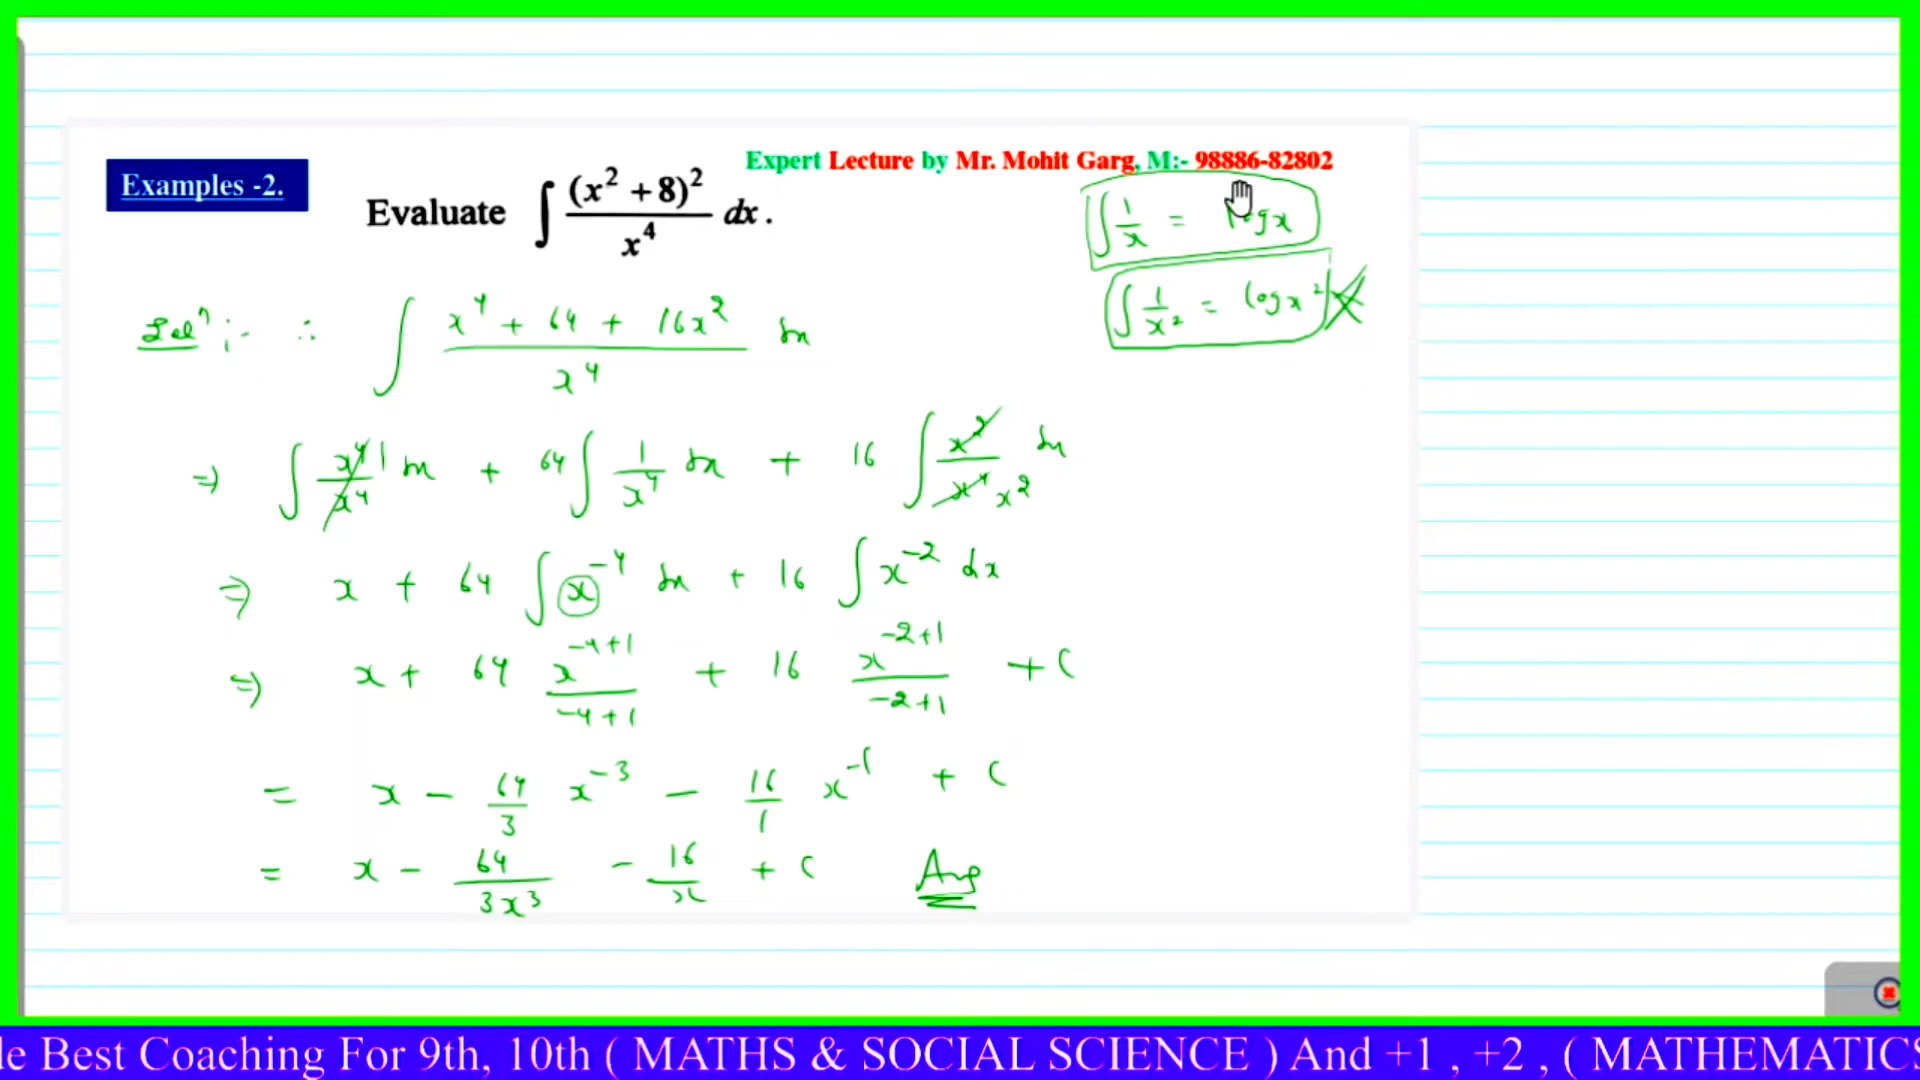 Expert Lecture by Mr. Mohit Garg, M:- 98886-82802
Examples -2.
Evaluate ∫ (x² + 8)² / x⁴ dx.
∫ 1/x = log x
∫ 1/x² = log x²
Solⁿ :- ∴ ∫ (x⁴ + 64 + 16x²) / x⁴ dx
⇒ ∫ x⁴/x⁴ 1 dx + 64 ∫ 1/x⁴ dx + 16 ∫ x²/x⁴ x² dx
⇒ x + 64 ∫ x⁻⁴ dx + 16 ∫ x⁻² dx
⇒ x + 64 x⁻⁴⁺¹/(-4+1) + 16 x⁻²⁺¹/(-2+1) + C
= x - 64/3 x⁻³ - 16/1 x⁻¹ + C
= x - 64/3x³ - 16/x + C Ans
le Best Coaching For 9th, 10th ( MATHS & SOCIAL SCIENCE ) And +1 , +2 , ( MATHEMATICS